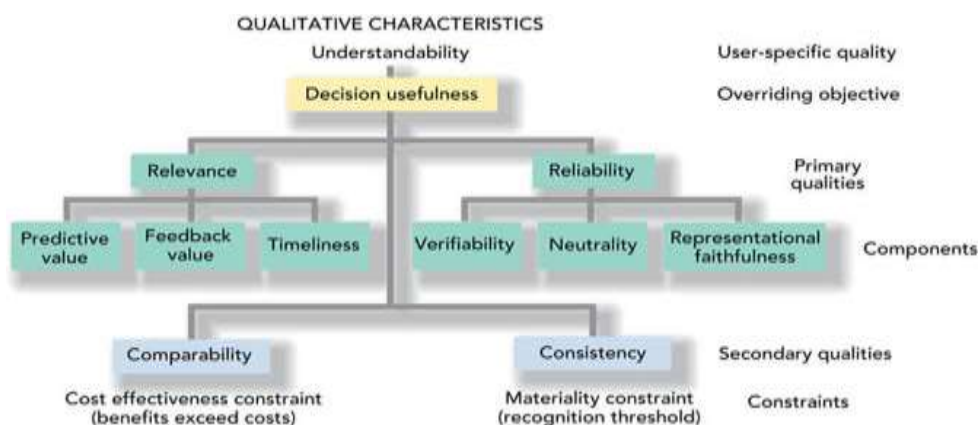 QUALITATIVE CHARACTERISTICS
Understandability
User-specific quality
Decision usefulness
Overriding objective
Relevance
Reliability
Primary
qualities
Predictive
value
Feedback
value
Timeliness
Verifiability
Neutrality
Representational
faithfulness
Components
Comparability
Consistency
Secondary qualities
Cost effectiveness constraint
(benefits exceed costs)
Materiality constraint
(recognition threshold)
Constraints